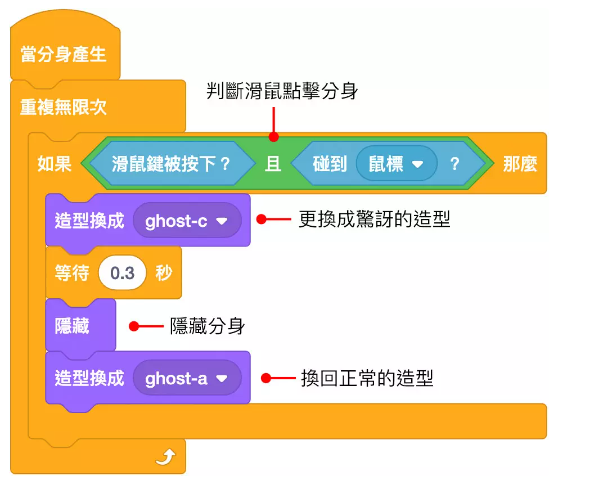 當分身產生
重複無限次
判斷滑鼠點擊分身
如果 滑鼠鍵被按下？ 且 碰到 鼠標 ？ 那麼
造型換成 ghost-c
更換成驚訝的造型
等待 0.3 秒
隱藏
隱藏分身
造型換成 ghost-a
換回正常的造型